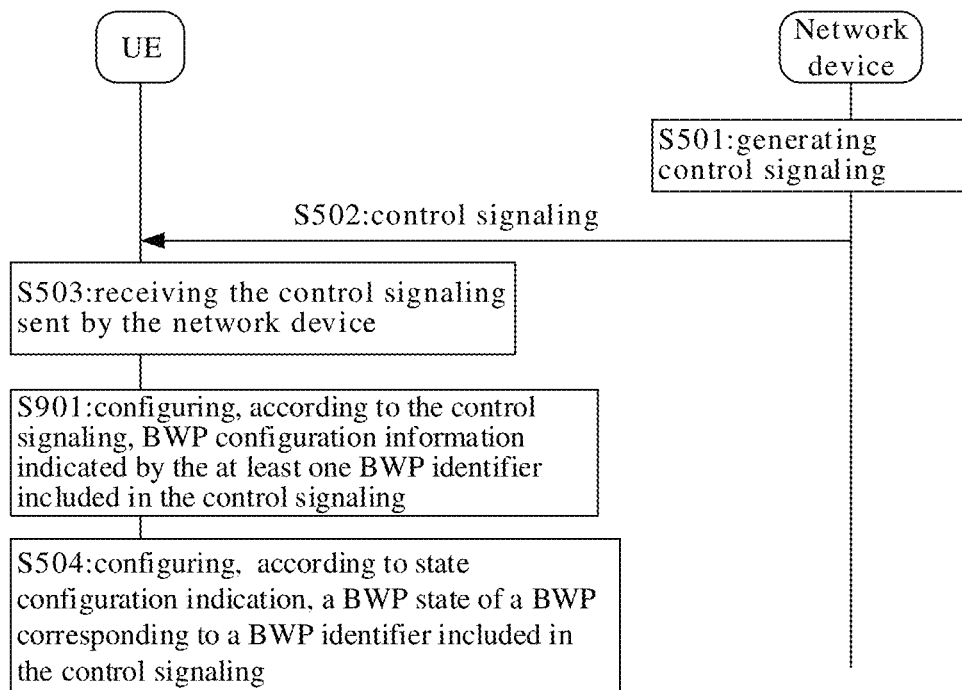 UE
Network
device
S501:generating
control signaling
S502:control signaling
S503:receiving the control signaling
sent by the network device
S901:configuring, according to the control
signaling, BWP configuration information
indicated by the at least one BWP identifier
included in the control signaling
S504:configuring, according to state
configuration indication, a BWP state of a BWP
corresponding to a BWP identifier included in
the control signaling